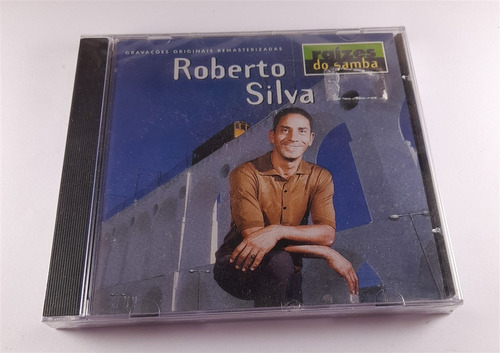 GRAVAÇÕES ORIGINAIS REMASTERIZADAS
raízes
do samba
Roberto
Silva